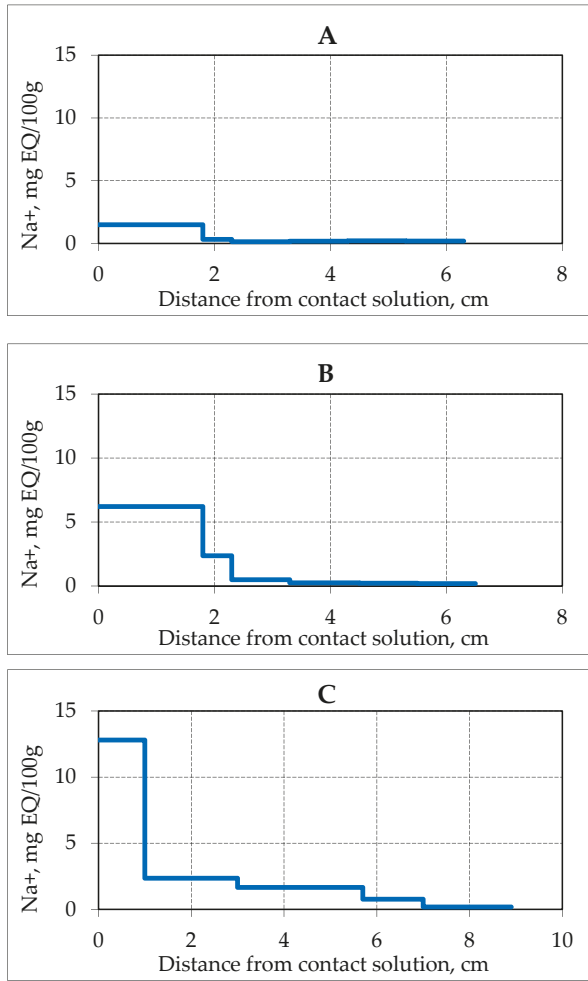 A
15
10
5
0
Na+, mg EQ/100g
0 2 4 6 8
Distance from contact solution, cm
B
15
10
5
0
Na+, mg EQ/100g
0 2 4 6 8
Distance from contact solution, cm
C
15
10
5
0
Na+, mg EQ/100g
0 2 4 6 8 10
Distance from contact solution, cm